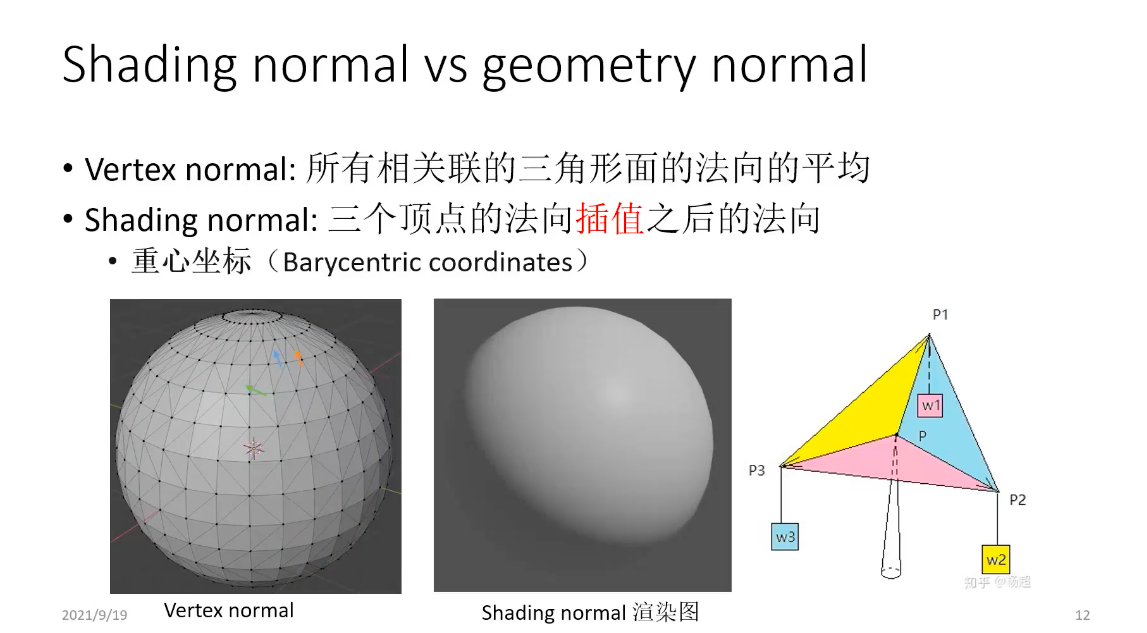 Shading normal vs geometry normal
• Vertex normal: 所有相关联的三角形面的法向的平均
• Shading normal: 三个顶点的法向插值之后的法向
• 重心坐标（Barycentric coordinates）
P1
w1
P
P3
P2
w3
w2
知乎 @杨超
2021/9/19
Vertex normal
Shading normal 渲染图
12